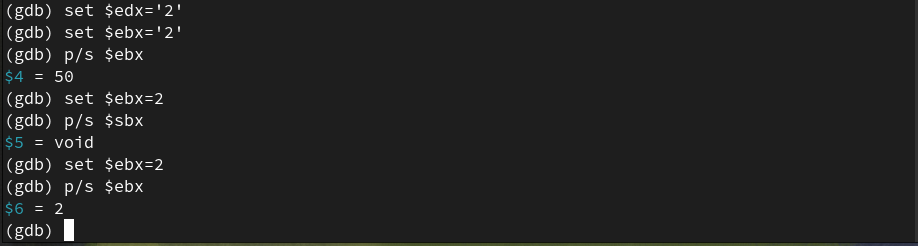 (gdb) set $edx='2'
(gdb) set $ebx='2'
(gdb) p/s $ebx
$4 = 50
(gdb) set $ebx=2
(gdb) p/s $sbx
$5 = void
(gdb) set $ebx=2
(gdb) p/s $ebx
$6 = 2
(gdb)